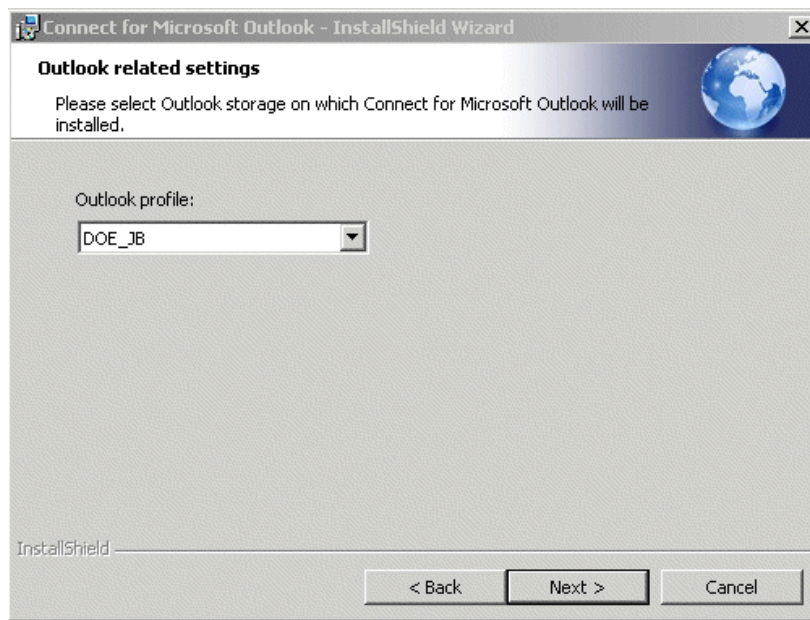 Connect for Microsoft Outlook - InstallShield Wizard
Outlook related settings
Please select Outlook storage on which Connect for Microsoft Outlook will be
installed.
Outlook profile:
DOE_JB
InstallShield
< Back
Next >
Cancel